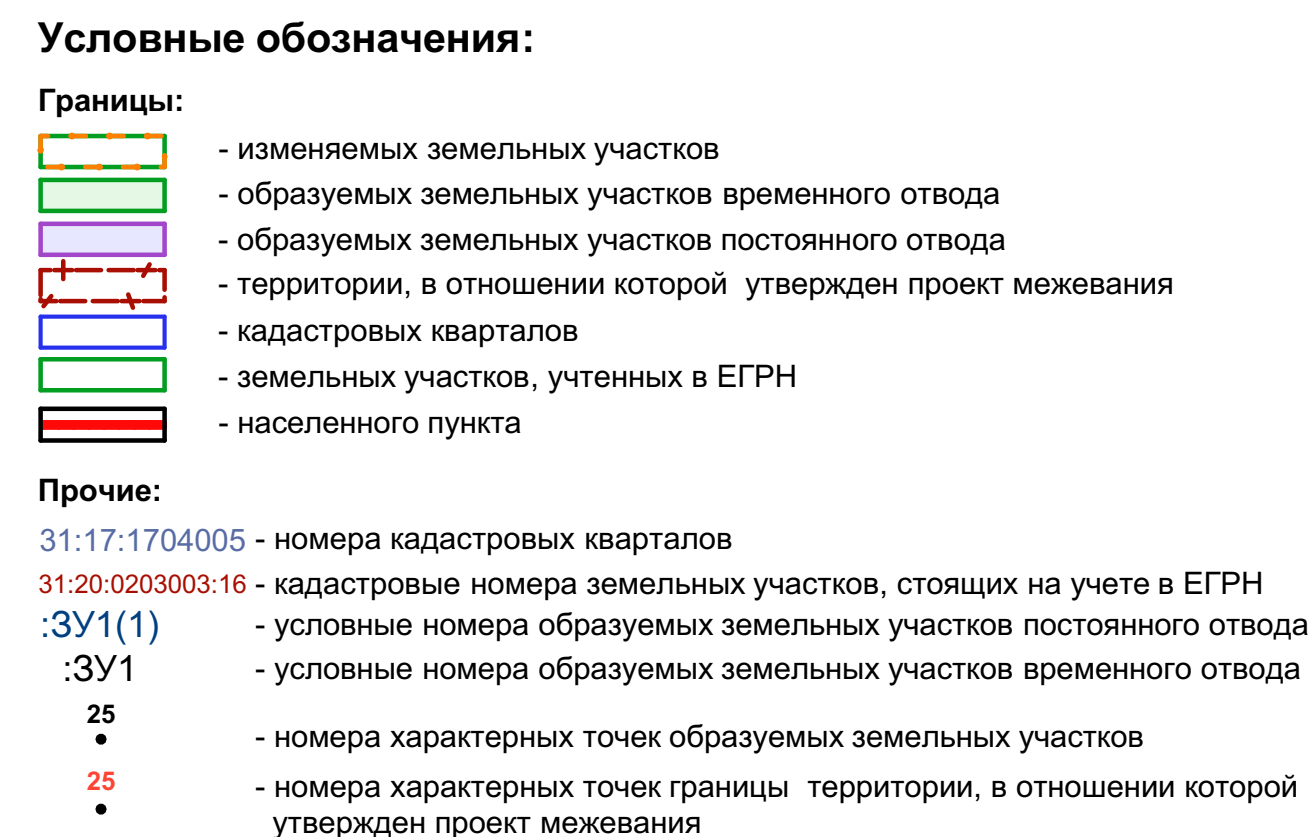 Условные обозначения:
Границы:
- изменяемых земельных участков
- образуемых земельных участков временного отвода
- образуемых земельных участков постоянного отвода
- территории, в отношении которой утвержден проект межевания
- кадастровых кварталов
- земельных участков, учтенных в ЕГРН
- населенного пункта
Прочие:
31:17:1704005 - номера кадастровых кварталов
31:20:0203003:16 - кадастровые номера земельных участков, стоящих на учете в ЕГРН
:ЗУ1(1) - условные номера образуемых земельных участков постоянного отвода
:ЗУ1 - условные номера образуемых земельных участков временного отвода
25
- номера характерных точек образуемых земельных участков
25
- номера характерных точек границы территории, в отношении которой
утвержден проект межевания